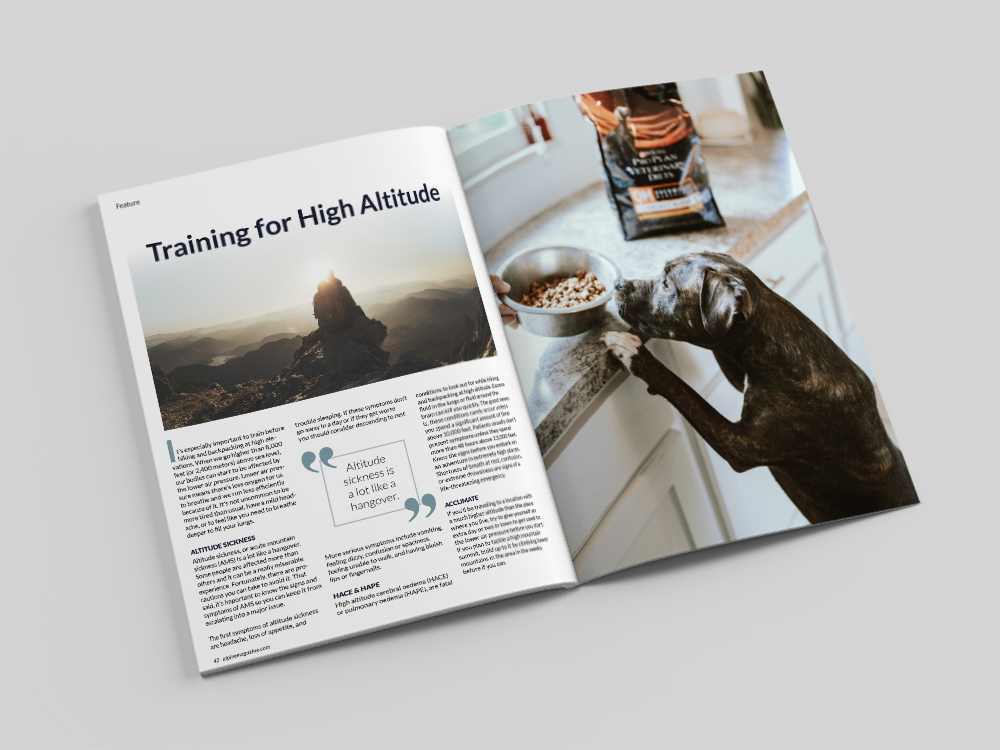 Feature
Training for High Altitude
It's especially important to train before
hiking and backpacking at high ele-
vations. When we go higher than 8,000
feet (or 2,400 meters) above sea level,
our bodies can start to be affected by
the lower air pressure. Lower air pres-
sure means there's less oxygen for us
to breathe and we run less efficiently
because of it. It's not uncommon to be
more tired than usual, have a mild head-
ache, or to feel like you need to breathe
deeper to fill your lungs.
ALTITUDE SICKNESS
Altitude sickness, or acute mountain
sickness (AMS) is a lot like a hangover.
Some people are affected more than
others and it can be a really miserable
experience. Fortunately, there are pre-
cautions you can take to avoid it. That
said, it's important to know the signs and
symptoms of AMS so you can keep it from
escalating into a major issue.
The first symptoms of altitude sickness
are headache, loss of appetite, and
42 alpinemagazine.com
trouble sleeping. If these symptoms don't
go away in a day or if they get worse
you should consider descending to rest.
“ Altitude
sickness is
a lot like a
hangover. ”
More serious symptoms include vomiting,
feeling dizzy, confusion or spaciness,
feeling unable to walk, and having bluish
lips or fingernails.
HACE & HAPE
High altitude cerebral oedema (HACE)
or pulmonary oedema (HAPE), are fatal
conditions to look out for while hiking
and backpacking at high altitude. Excess
fluid in the lungs or fluid around the
brain can kill you quickly. The good news
is, these conditions rarely occur unless
you spend a significant amount of time
above 10,000 feet. Patients usually don't
present symptoms unless they spend
more than 48 hours above 12,000 feet.
Know the signs before you embark on
an adventure in extremely high places.
Shortness of breath at rest, confusion,
or extreme drowsiness are signs of a
life-threatening emergency.
ACCLIMATE
If you'll be traveling to a location with
a much higher altitude than the place
where you live, try to give yourself an
extra day or two in town to get used to
the lower air pressure before you start.
If you plan to tackle a high mountain
summit, build up to it by climbing lower
mountains in the area in the weeks
before if you can.
PRO PLAN
VETERINARY
DIETS
OM